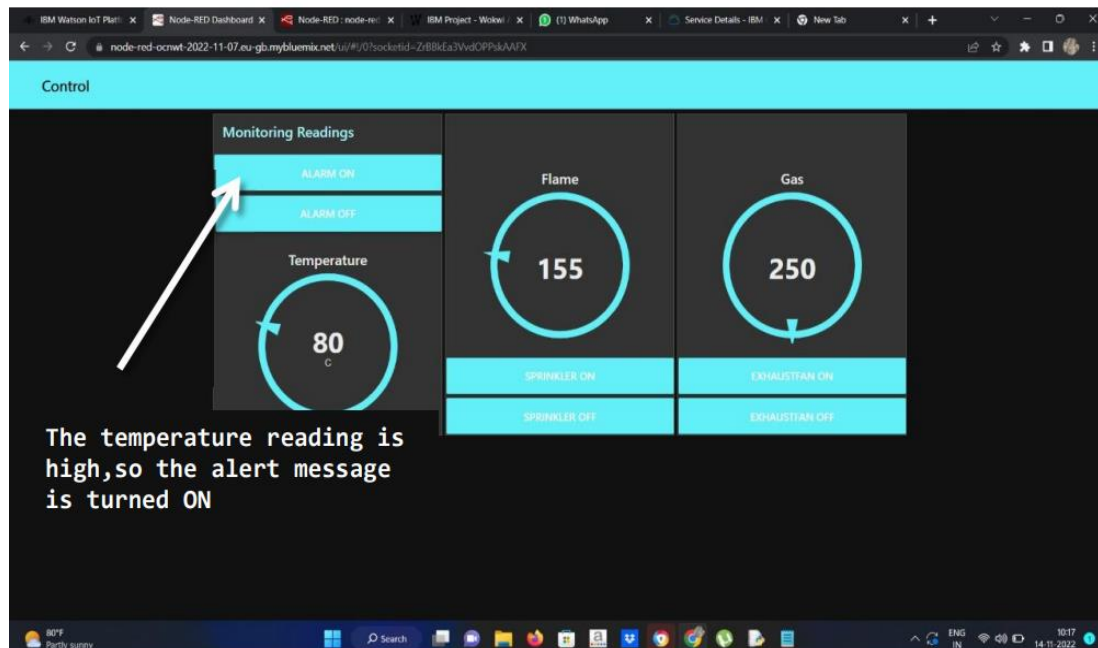 IBM Watson IoT Platf
Node-RED Dashboard
Node-RED : node-red
IBM Project - Wokwi
(1) WhatsApp
Service Details - IBM
New Tab
node-red-ocnwt-2022-11-07.eu-gb.mybluemix.net/ui/#!/0?socketid=
Control
Monitoring Readings
ALARM ON
ALARM OFF
Temperature
80
C
Flame
155
SPRINKLER ON
SPRINKLER OFF
Gas
250
EXHAUSTFAN ON
EXHAUSTFAN OFF
The temperature reading is
high,so the alert message
is turned ON
80°F
Partly sunny
Search
ENG
IN
10:17
14-11-2022
1